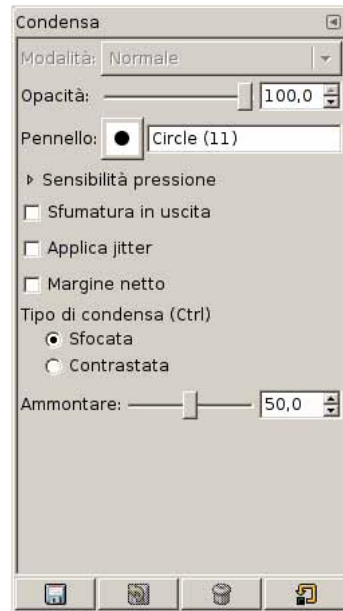 Condensa
Modalità: Normale
Opacità: 100,0
Pennello: Circle (11)
Sensibilità pressione
Sfumatura in uscita
Applica jitter
Margine netto
Tipo di condensa (Ctrl)
Sfocata
Contrastata
Ammontare: 50,0